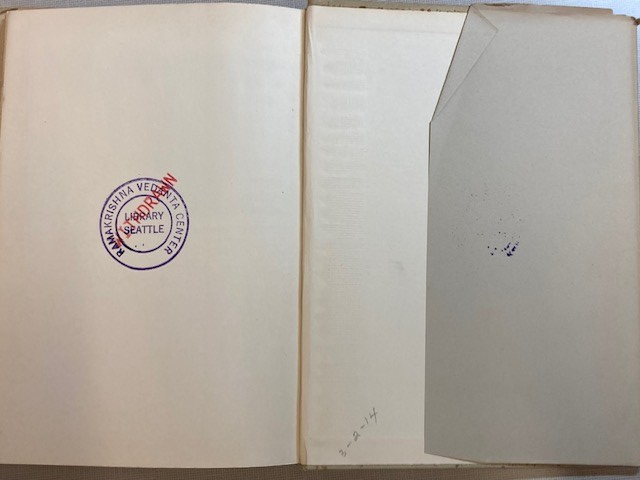 RAMAKRISHNA VEDANTA CENTER
LIBRARY
SEATTLE
WITHDRAWN
3-2-14